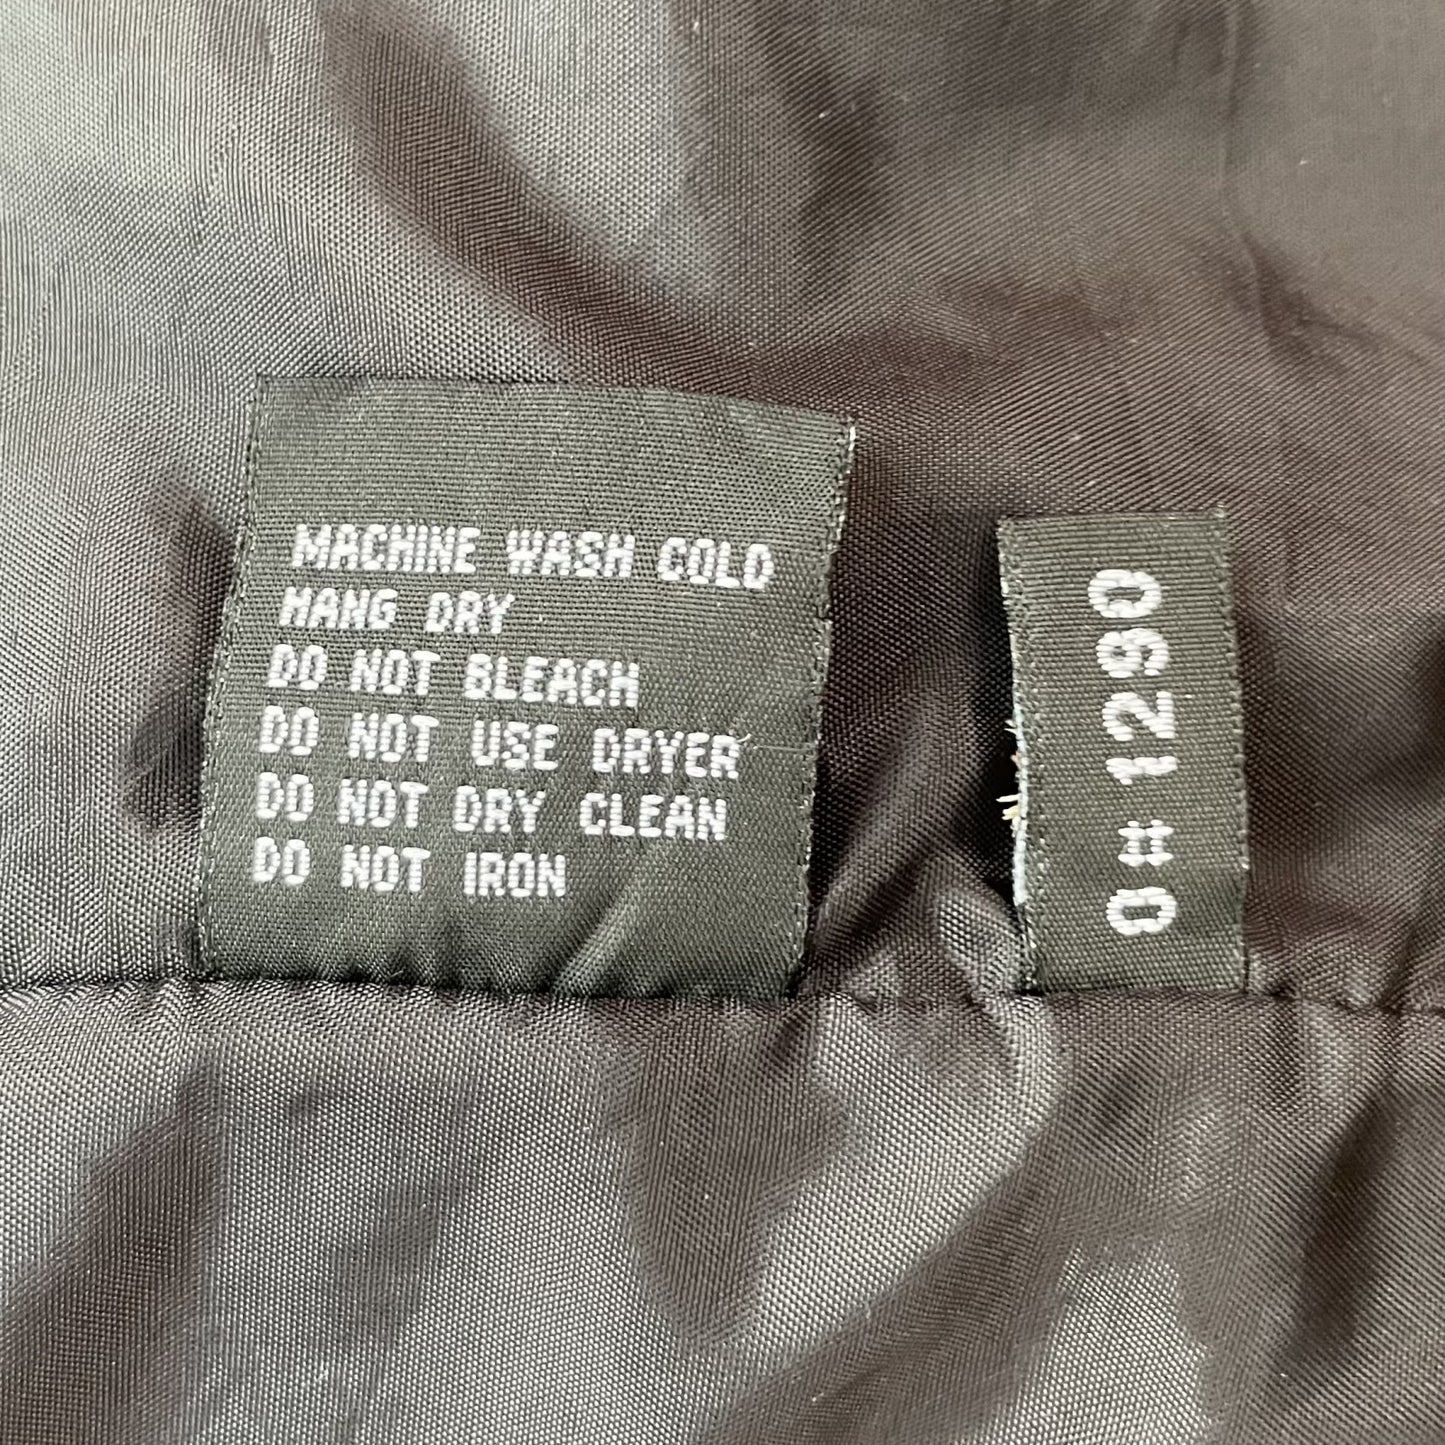 MACHINE WASH COLD
HANG DRY
DO NOT BLEACH
DO NOT USE DRYER
DO NOT DRY CLEAN
DO NOT IRON
0# 1290